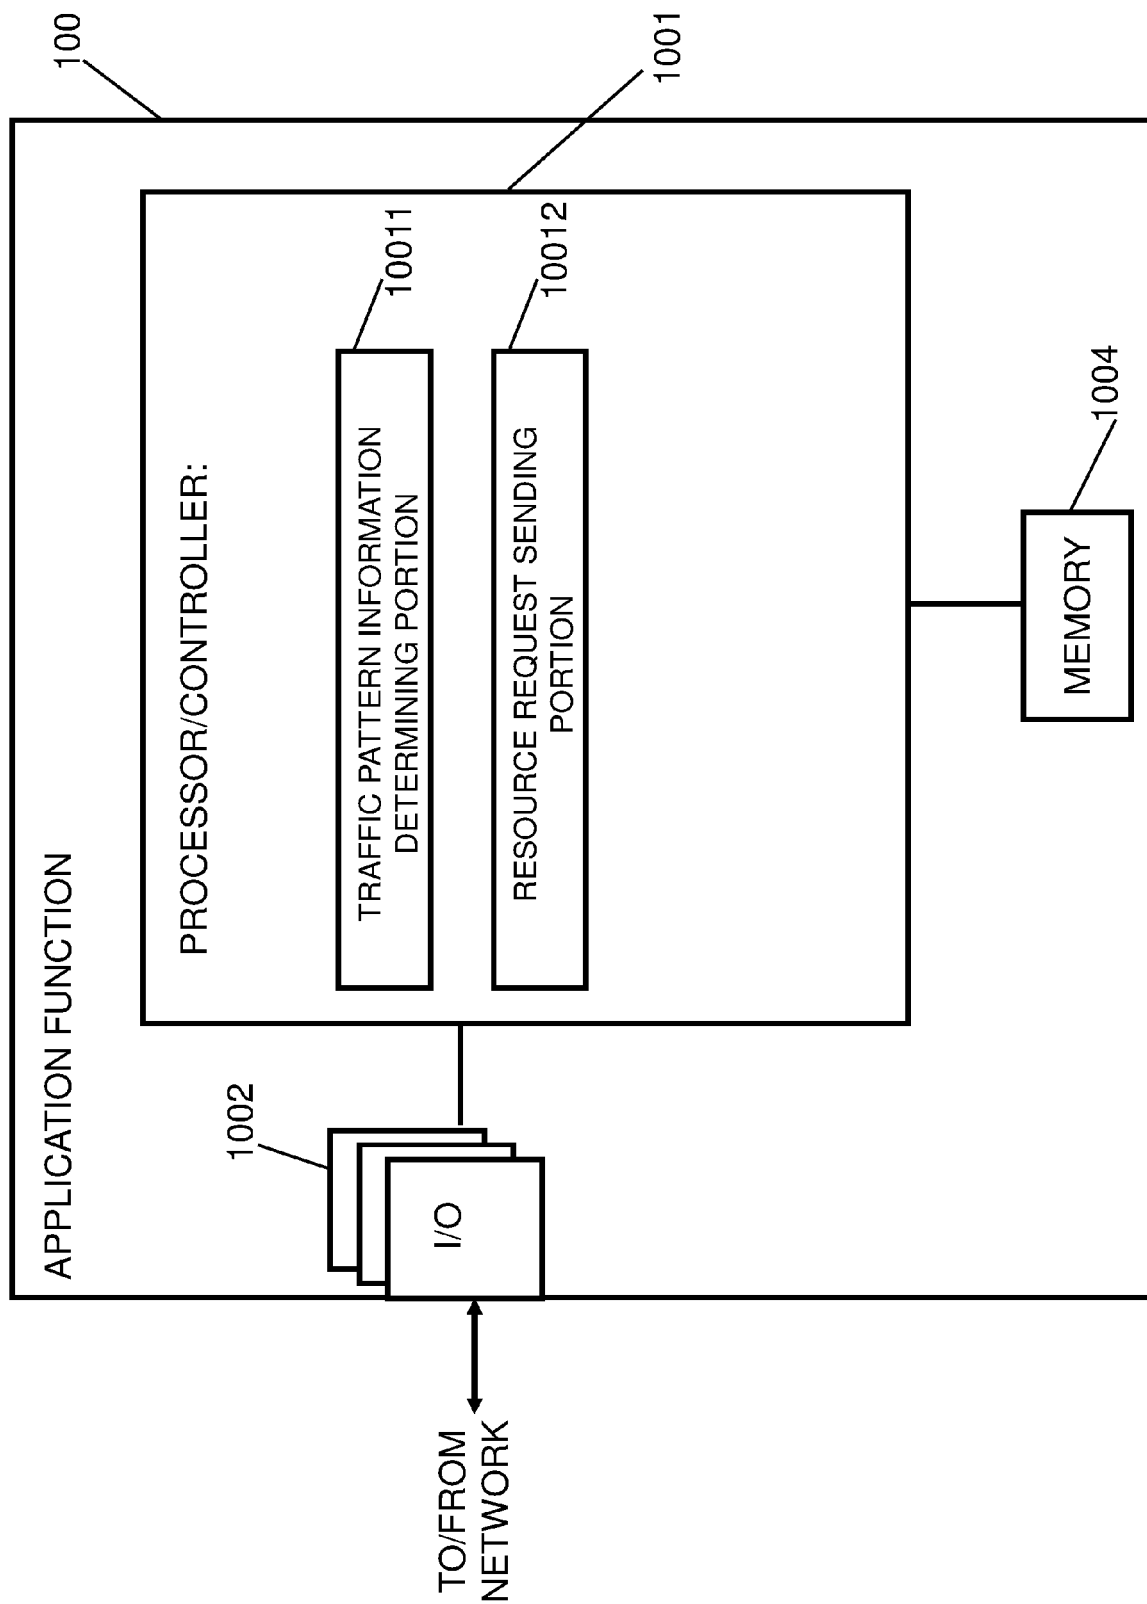 APPLICATION FUNCTION
100
PROCESSOR/CONTROLLER:
1001
TRAFFIC PATTERN INFORMATION
DETERMINING PORTION
10011
RESOURCE REQUEST SENDING
PORTION
10012
1002
I/O
TO/FROM
NETWORK
MEMORY
1004